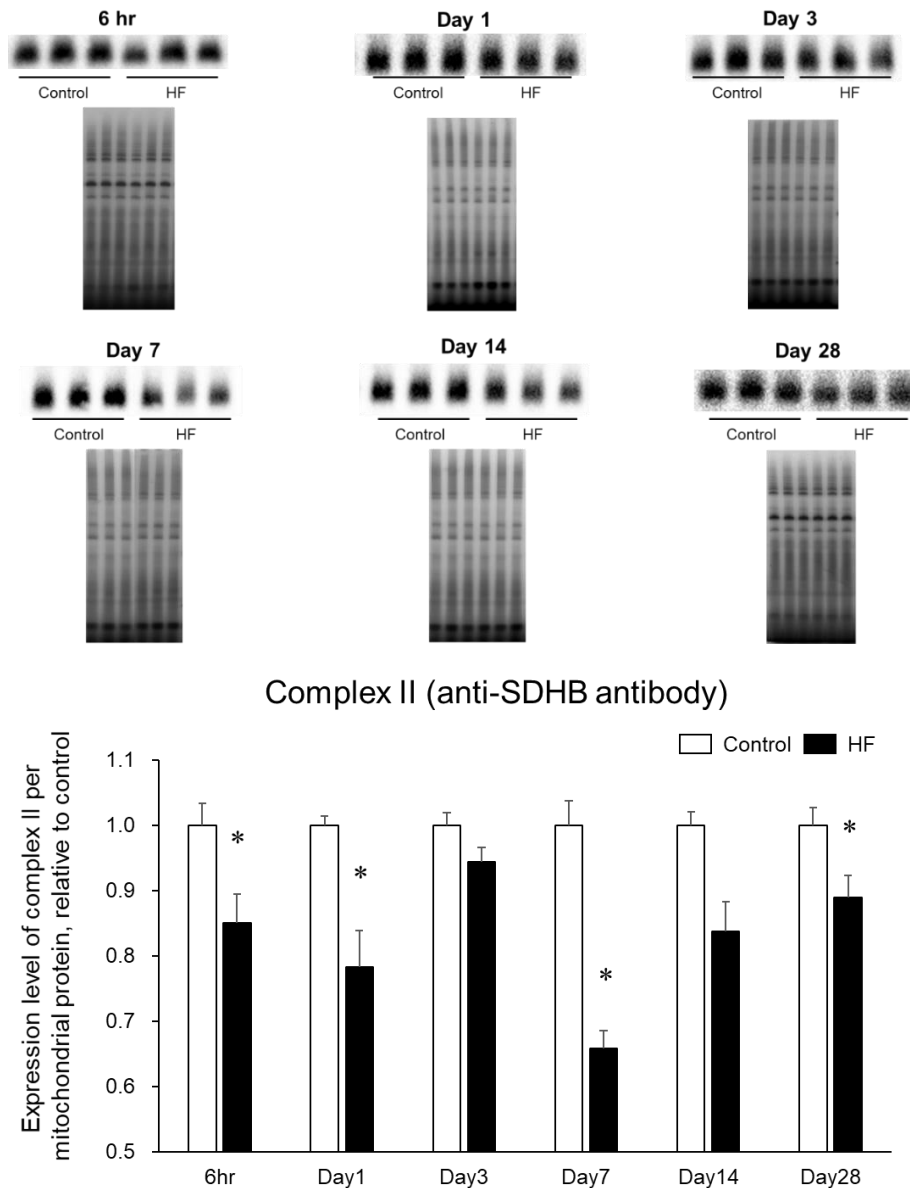 6 hr
Day 1
Day 3
Control HF
Control HF
Control HF
Day 7
Day 14
Day 28
Control HF
Control HF
Control HF
Complex II (anti-SDHB antibody)
Control HF
Expression level of complex II per
mitochondrial protein, relative to control
1.1
1.0
0.9
0.8
0.7
0.6
0.5
*
*
*
*
6hr Day1 Day3 Day7 Day14 Day28